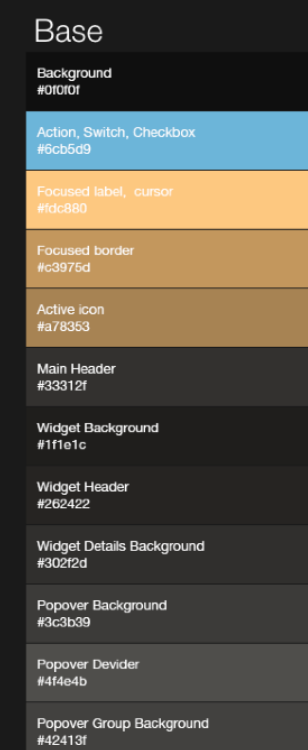 Base
Background
#0f0f0f
Action, Switch, Checkbox
#6cb5d9
Focused label,  cursor
#fdc880
Focused border
#c3975d
Active icon
#a78353
Main Header
#33312f
Widget Background
#1f1e1c
Widget Header
#262422
Widget Details Background
#302f2d
Popover Background
#3c3b39
Popover Devider
#4f4e4b
Popover Group Background
#42413f